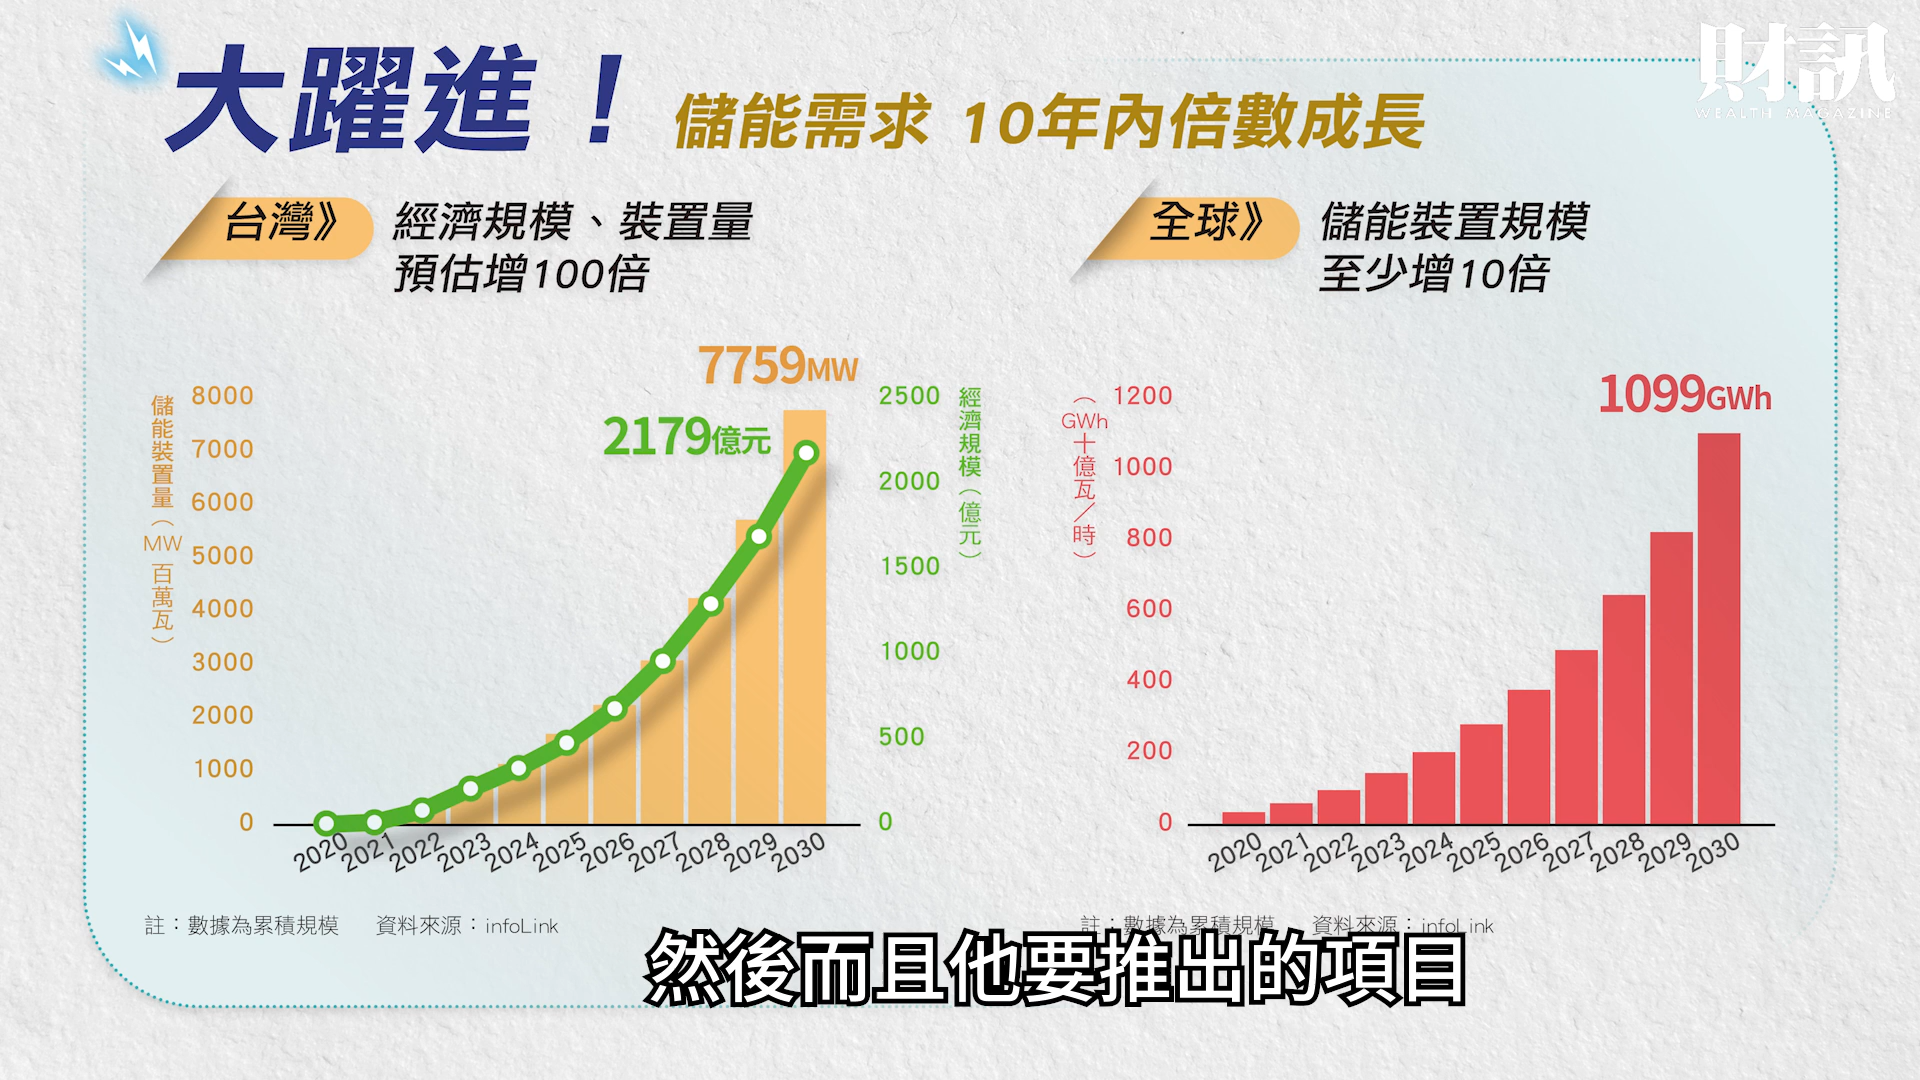 財訊
WEALTH MAGAZINE
大躍進！
儲能需求 10年內倍數成長
台灣》
經濟規模、裝置量
預估增100倍
儲能裝置量（MW 百萬瓦）
8000
7000
6000
5000
4000
3000
2000
1000
0
7759MW
2179億元
2500
2000
1500
1000
500
0
經濟規模（億元）
2020 2021 2022 2023 2024 2025 2026 2027 2028 2029 2030
註：數據為累積規模 資料來源：infoLink
全球》
儲能裝置規模
至少增10倍
（GWh十億瓦／時）
1200
1000
800
600
400
200
0
1099GWh
2020 2021 2022 2023 2024 2025 2026 2027 2028 2029 2030
註：數據為累積規模 資料來源：infoLink
然後而且他要推出的項目